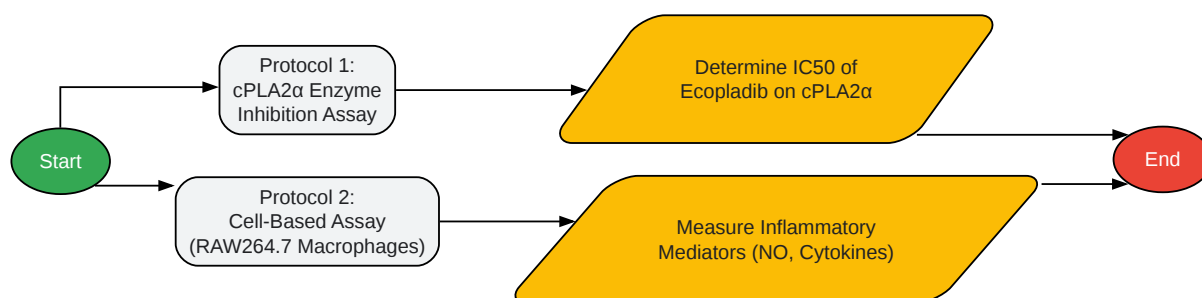 Start
Protocol 1:
cPLA2α Enzyme
Inhibition Assay
Determine IC50 of
Ecopladib on cPLA2α
Protocol 2:
Cell-Based Assay
(RAW264.7 Macrophages)
Measure Inflammatory
Mediators (NO, Cytokines)
End